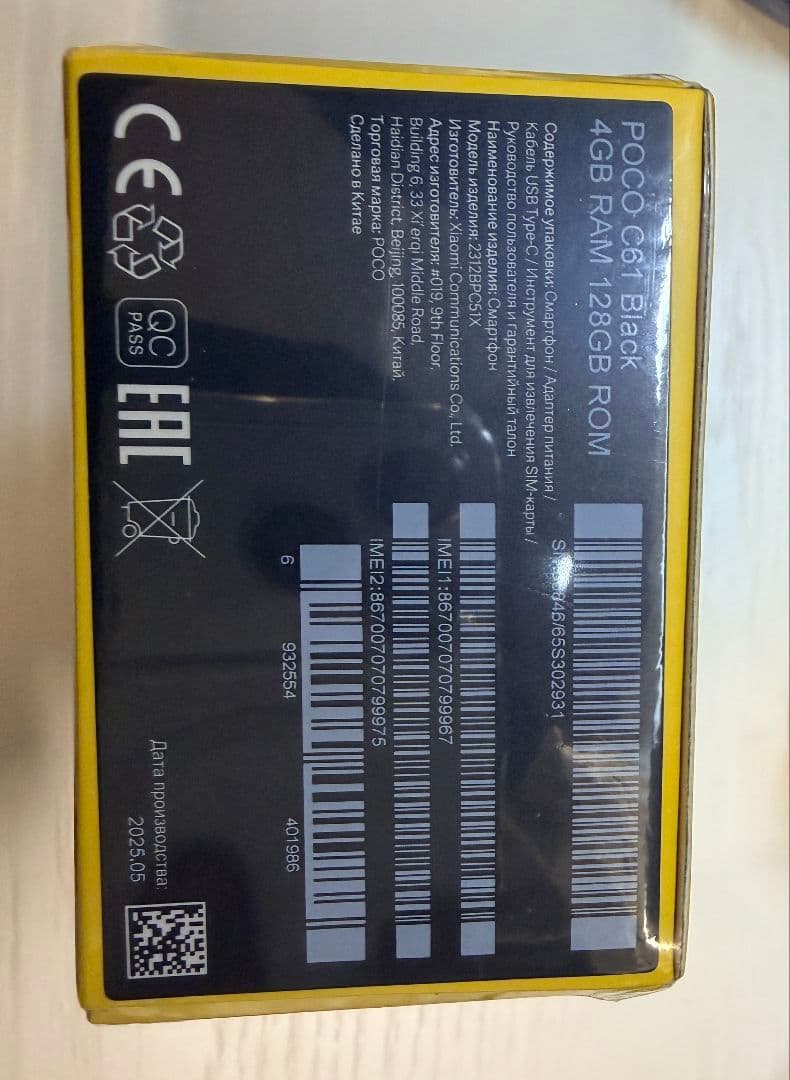 POCO C61 Black
4GB RAM 128GB ROM
Содержимое упаковки: Смартфон / Адаптер питания /
Кабель USB Type-C / Инструмент для извлечения SIM-карты /
Руководство пользователя и гарантийный талон
Наименование изделия: Смартфон
Модель изделия: 2312BPC51X
Изготовитель: Xiaomi Communications Co., Ltd.
Адрес изготовителя: #019, 9th Floor,
Building 6, 33 Xi'erqi Middle Road,
Haidian District, Beijing, 100085, Китай.
Торговая марка: POCO
Сделано в Китае
IMEI1:867007070799967
IMEI2:867007070799975
6 932554 401986
CE
QC
PASS
EAC
Дата производства:
2025.05